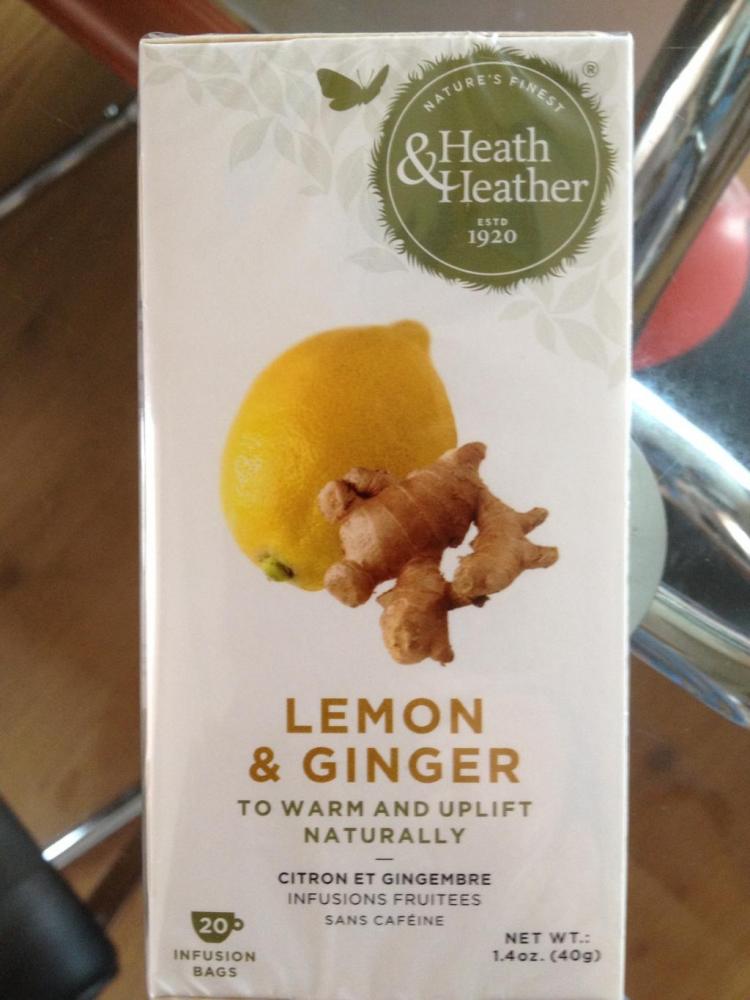 ®
NATURE'S FINEST
Heath
& Heather
ESTD
1920
LEMON
& GINGER
TO WARM AND UPLIFT
NATURALLY
CITRON ET GINGEMBRE
INFUSIONS FRUITEES
SANS CAFÉINE
20
INFUSION
BAGS
NET WT.:
1.4oz. (40g)